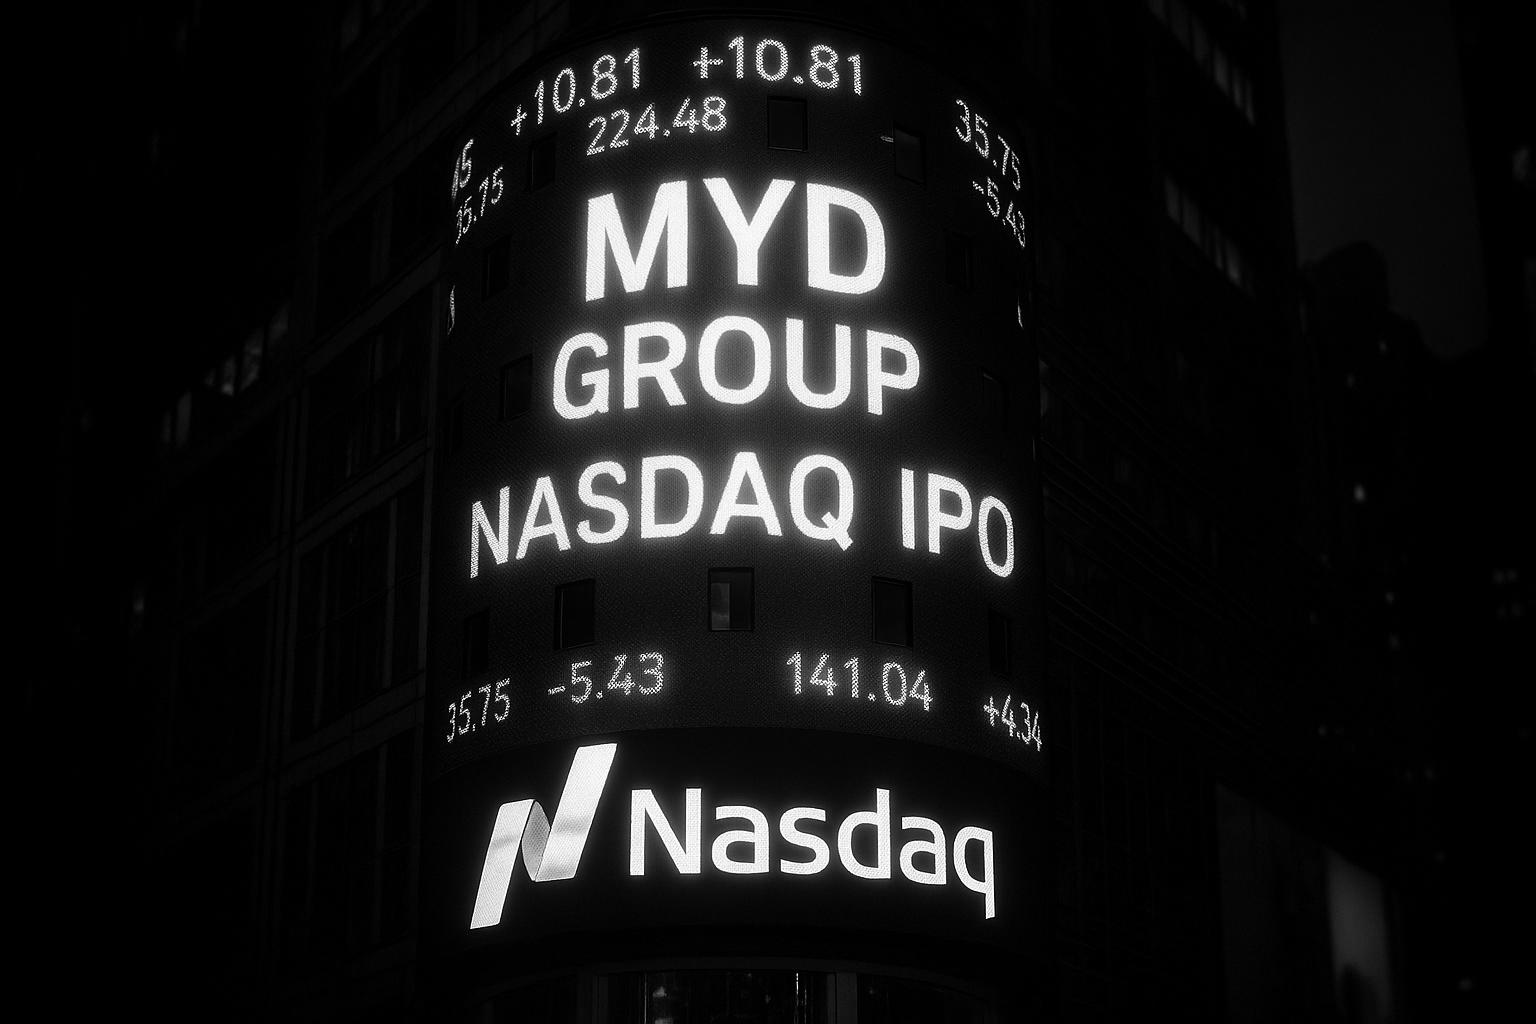 +10.81 +10.81
224.48
35.75
35.75
-5.43
MYD
GROUP
NASDAQ IPO
35.75 -5.43 141.04 +4.34
Nasdaq